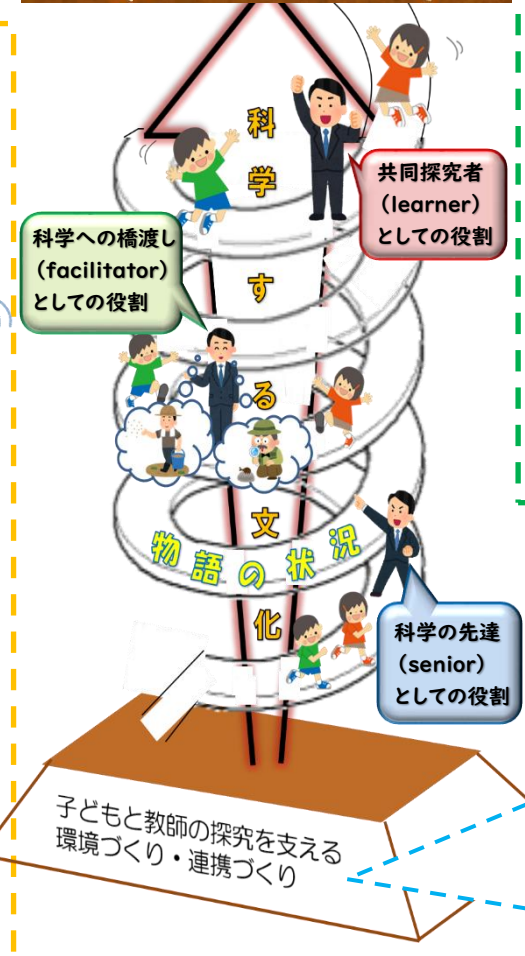 科学する文化
共同探究者
（learner）
としての役割
科学への橋渡し
（facilitator）
としての役割
物語の状況
科学の先達
（senior）
としての役割
子どもと教師の探究を支える
環境づくり・連携づくり